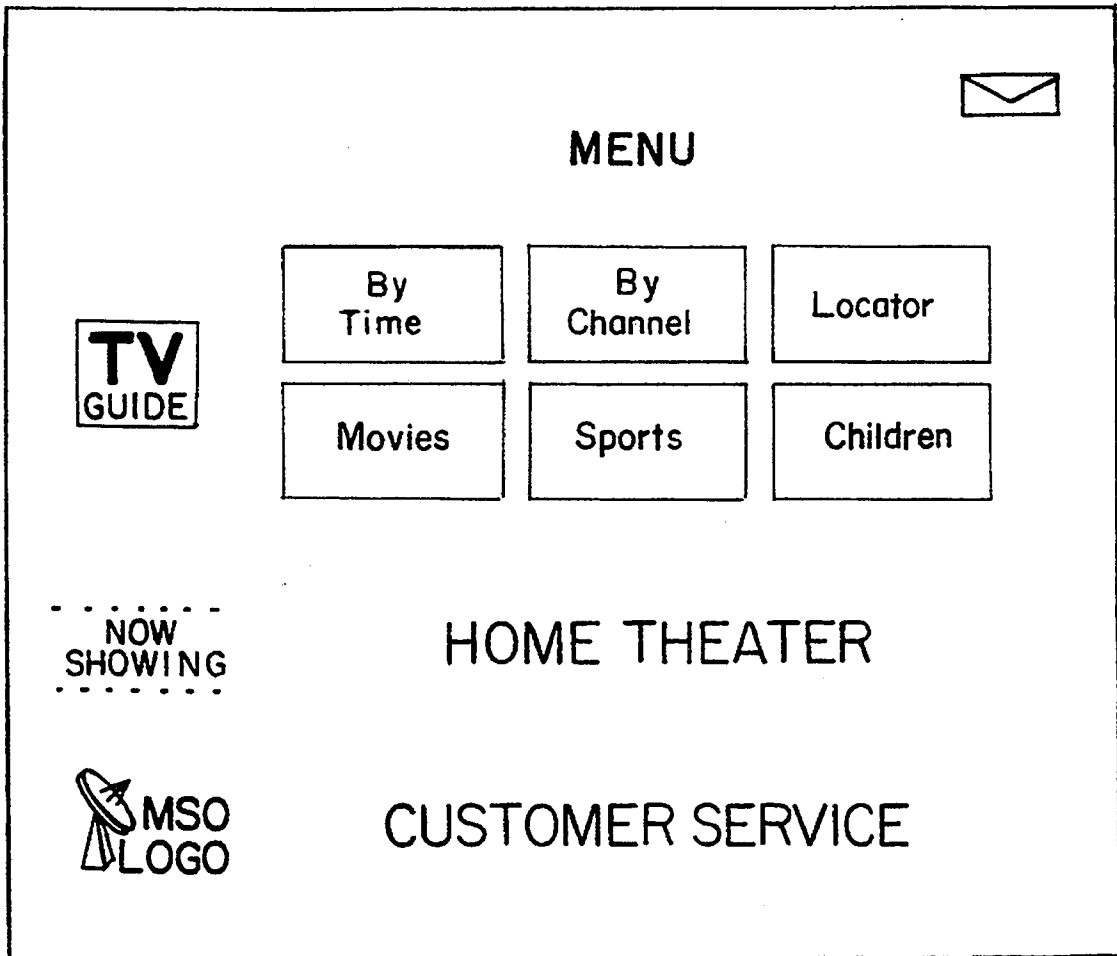 MENU
By
Time
By
Channel
Locator
TV
GUIDE
Movies
Sports
Children
NOW
SHOWING
HOME THEATER
MSO
LOGO
CUSTOMER SERVICE